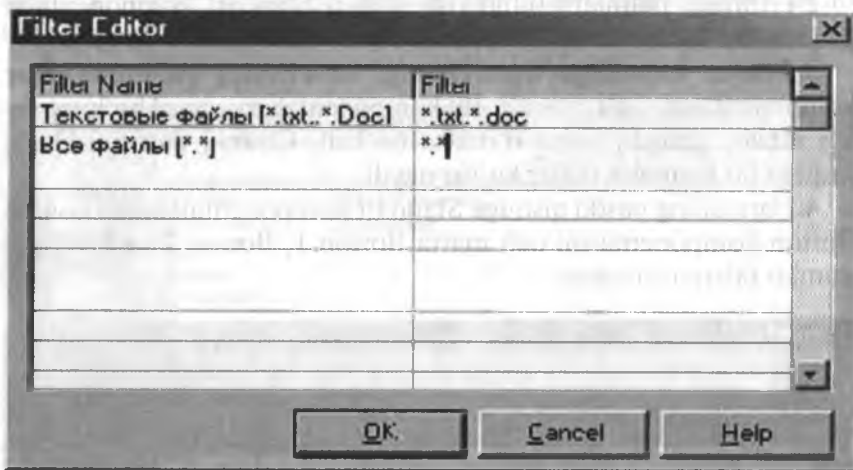 Filter Editor
Filter Name Filter
Текстовые файлы (*.txt..*.Doc) *.txt.*.doc
Все файлы (*.*) *.*
OK Cancel Help